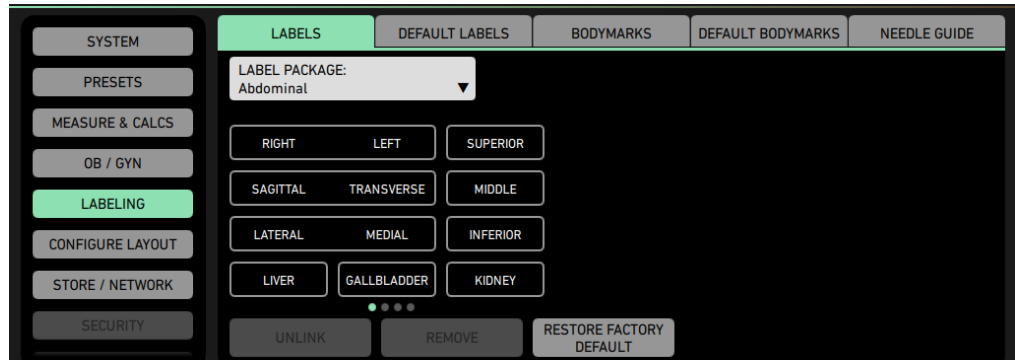 SYSTEM
PRESETS
MEASURE & CALCS
OB / GYN
LABELING
CONFIGURE LAYOUT
STORE / NETWORK
SECURITY
LABELS DEFAULT LABELS BODYMARKS DEFAULT BODYMARKS NEEDLE GUIDE
LABEL PACKAGE:
Abdominal
RIGHT LEFT SUPERIOR
SAGITTAL TRANSVERSE MIDDLE
LATERAL MEDIAL INFERIOR
LIVER GALLBLADDER KIDNEY
UNLINK REMOVE RESTORE FACTORY
DEFAULT